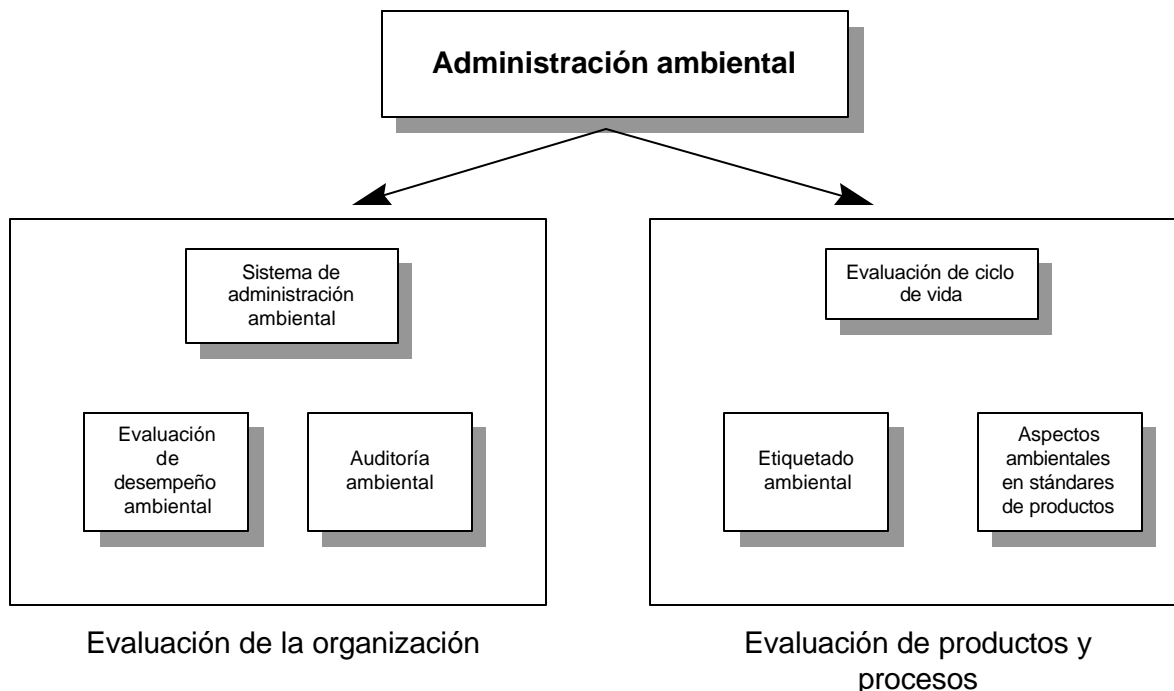 Administración ambiental
Sistema de
administración
ambiental
Evaluación
de
desempeño
ambiental
Auditoría
ambiental
Evaluación de la organización
Evaluación de ciclo
de vida
Etiquetado
ambiental
Aspectos
ambientales
en stándares
de productos
Evaluación de productos y
procesos